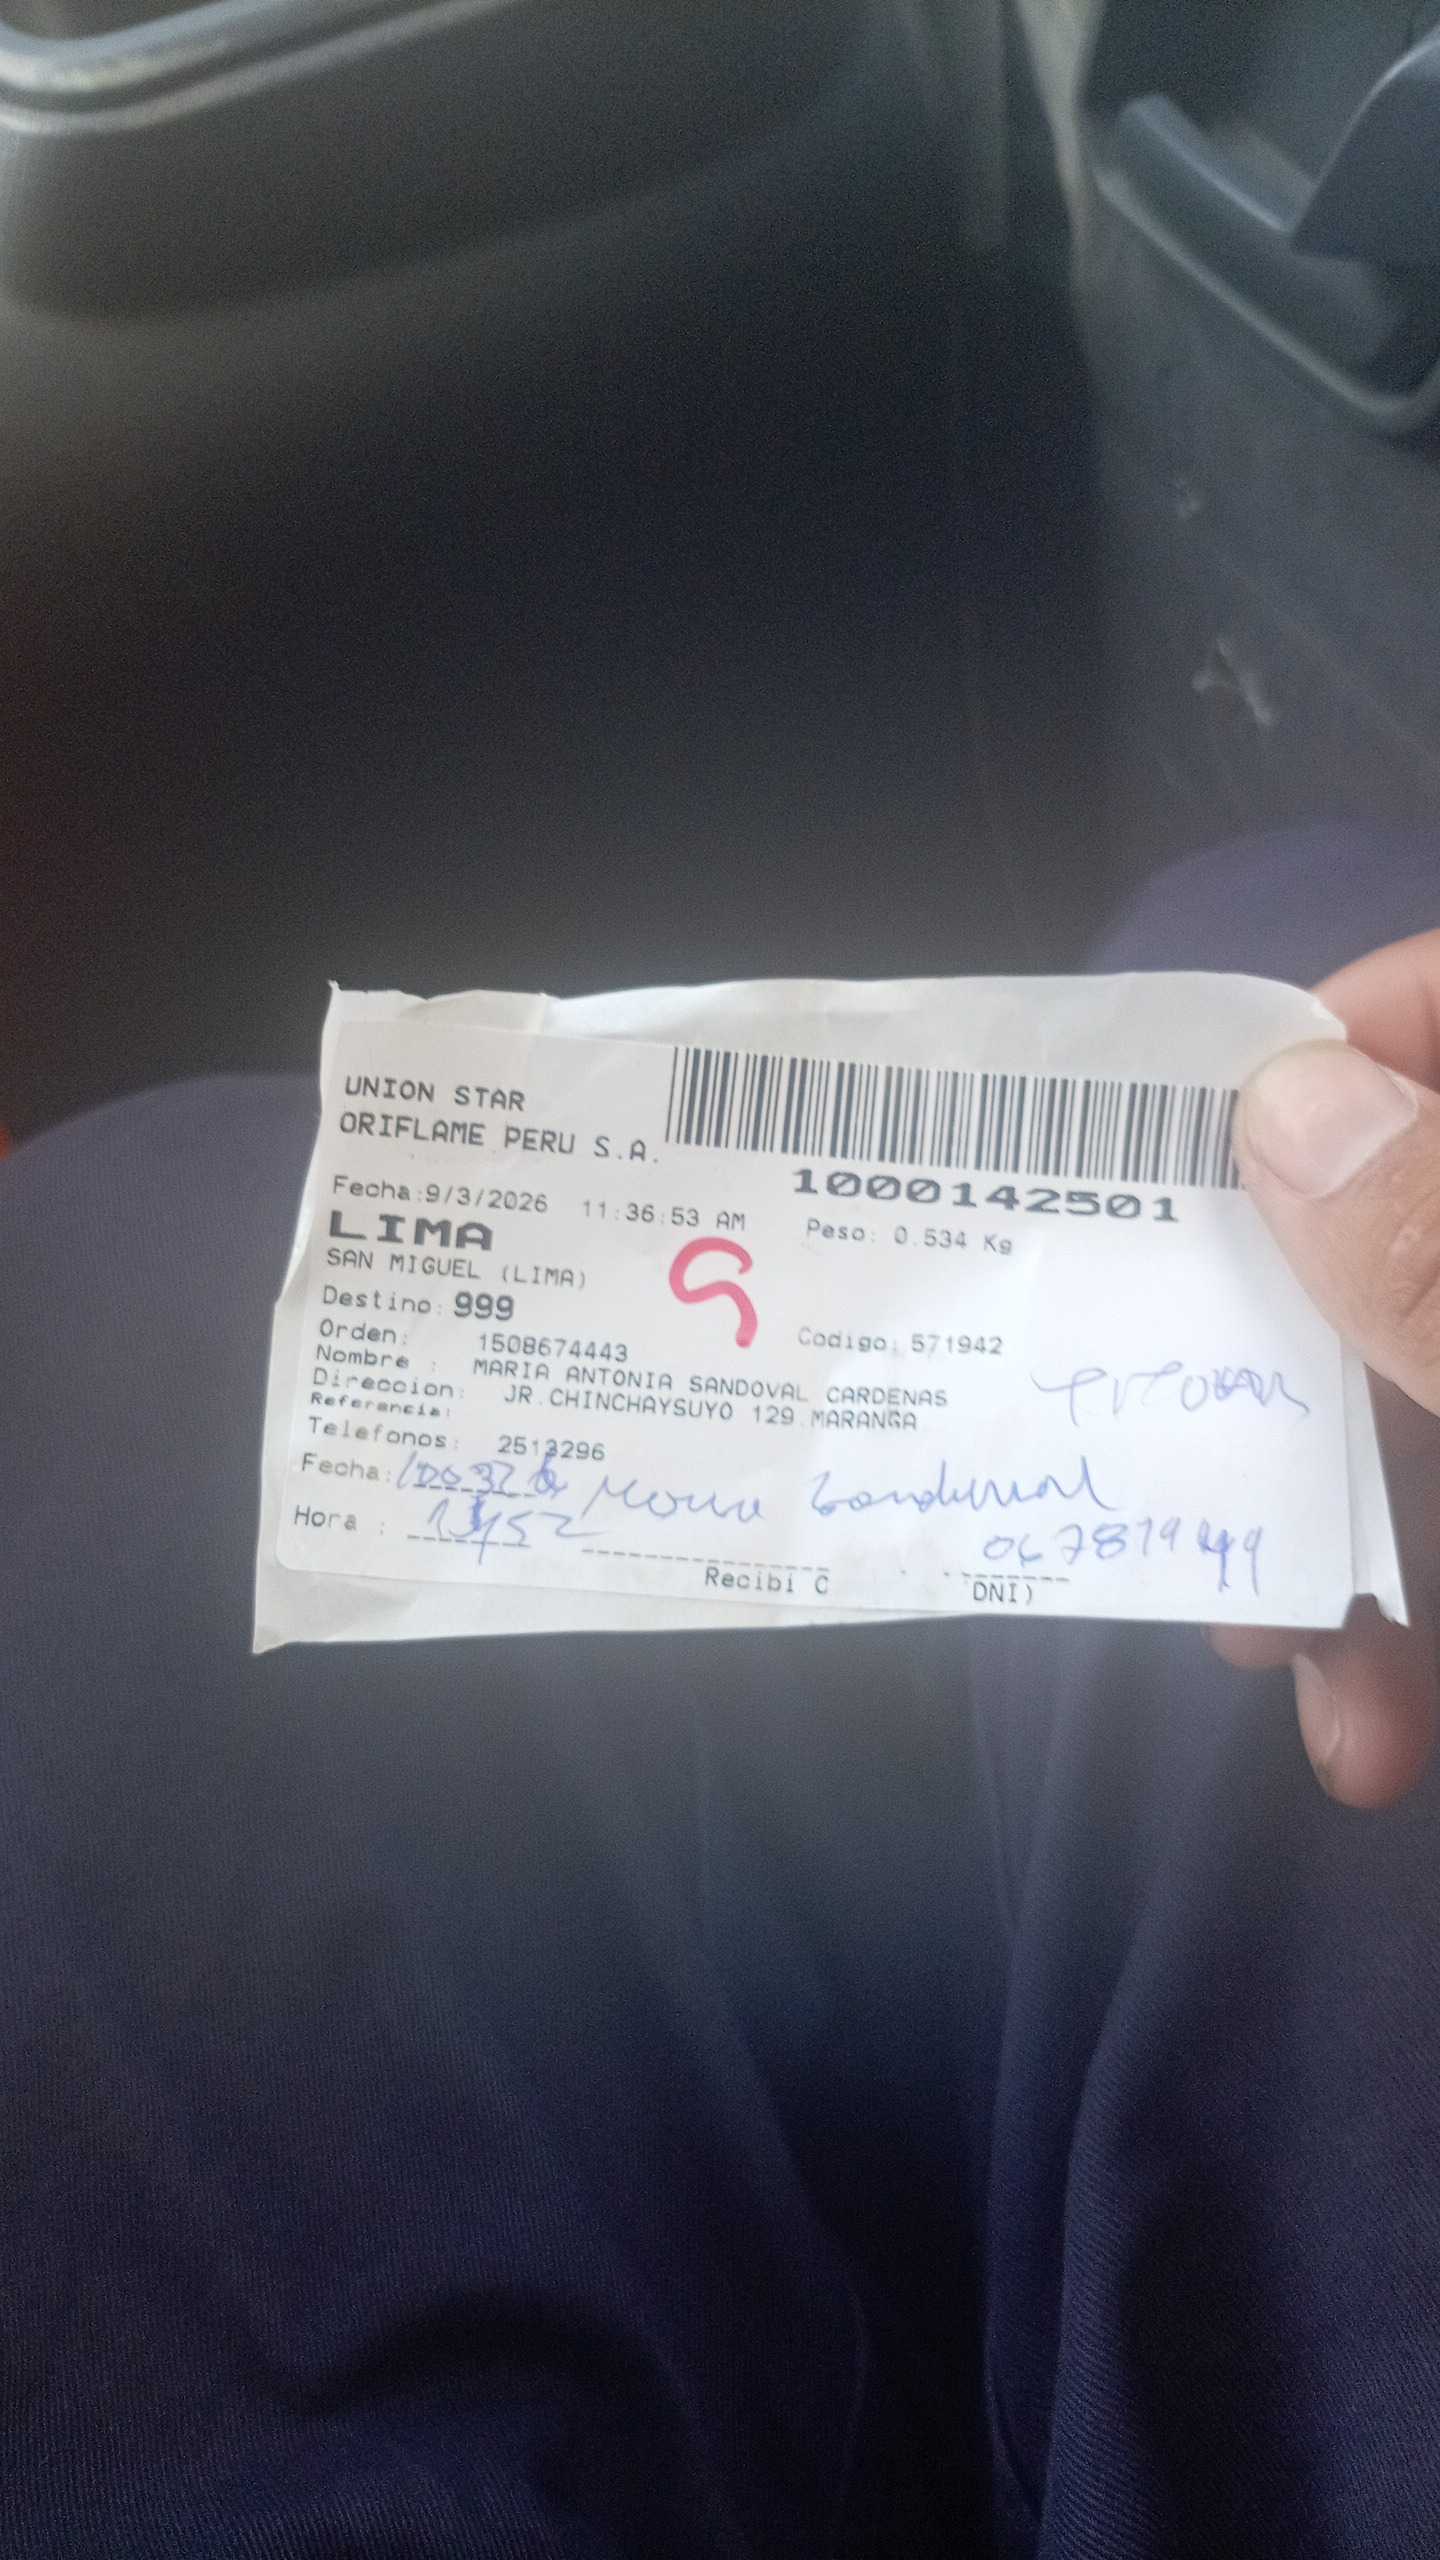 UNION STAR
ORIFLAME PERU S.A.
1000142501
Fecha:9/3/2026 11:36:53 AM Peso: 0.534 Kg
LIMA
SAN MIGUEL (LIMA)
Destino: 999
Orden: 1508674443 Codigo: 571942
Nombre : MARIA ANTONIA SANDOVAL CARDENAS
Direccion: JR.CHINCHAYSUYO 129.MARANGA
Referencia:
Telefonos: 2513296
Fecha: Sandoval
Hora :
Recibi C DNI)